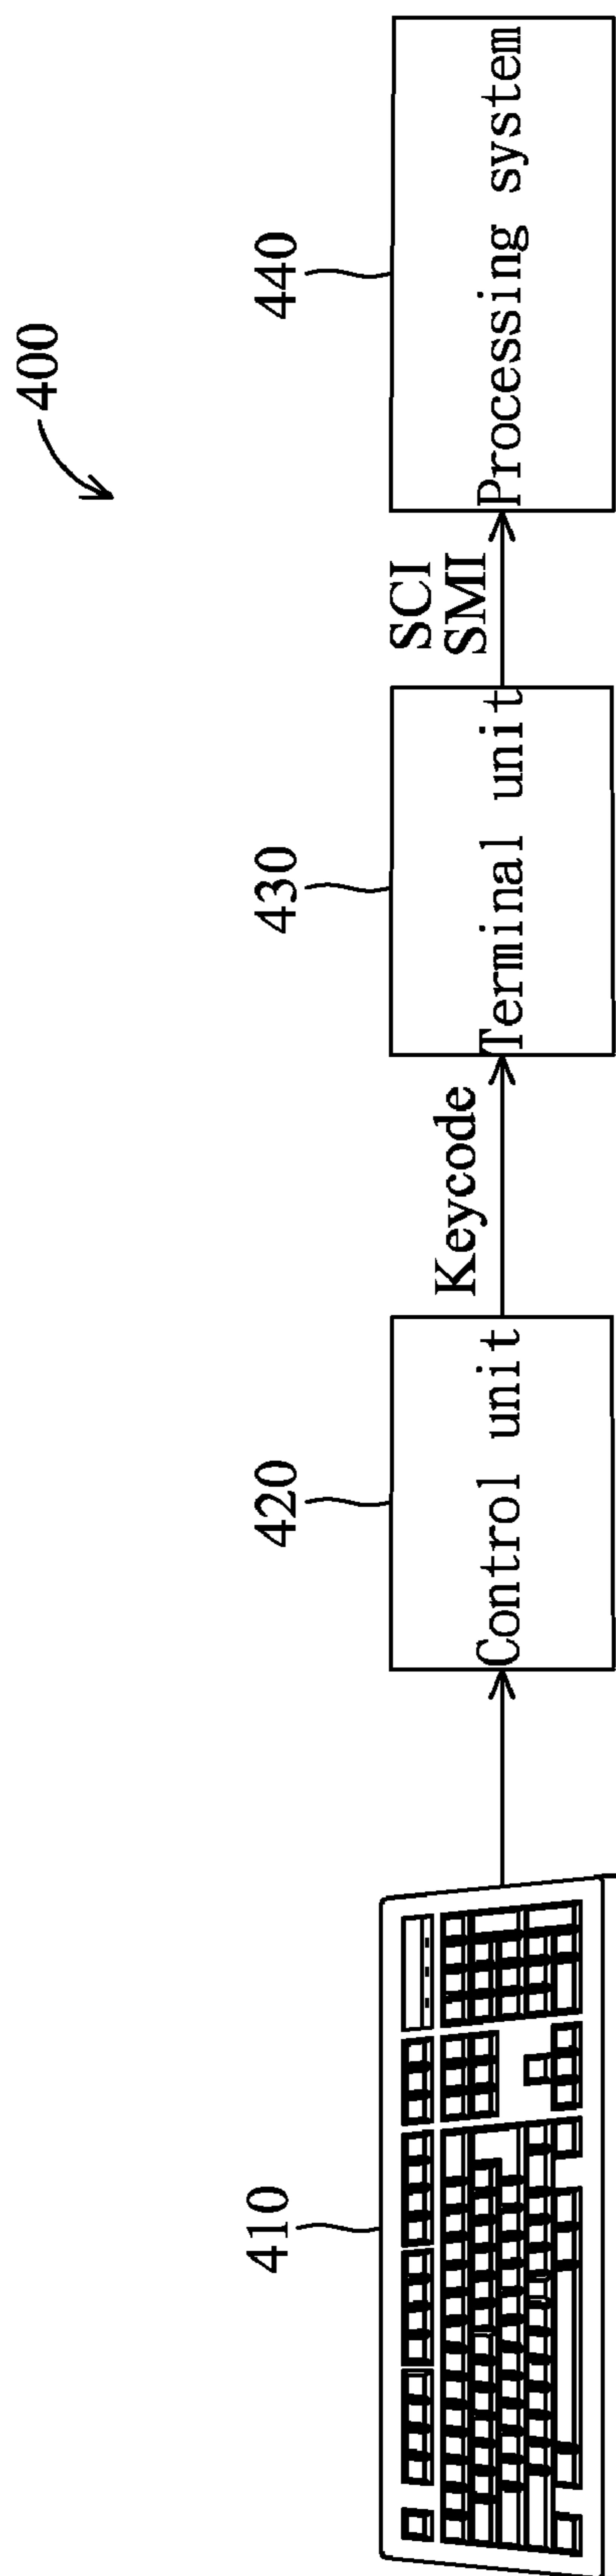 400
410
420
430
440
Control unit
Keycode
Terminal unit
SCI
SMI
Processing system